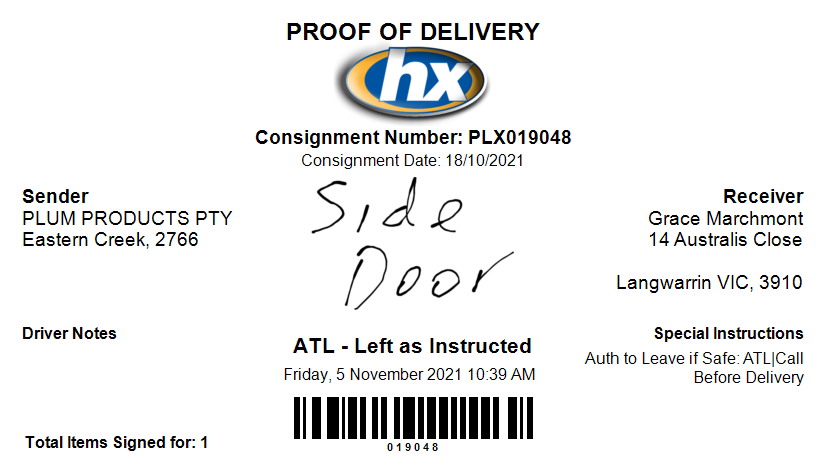 PROOF OF DELIVERY
hx
Consignment Number: PLX019048
Consignment Date: 18/10/2021
Sender
PLUM PRODUCTS PTY
Eastern Creek, 2766
Side
Door
Receiver
Grace Marchmont
14 Australis Close
Langwarrin VIC, 3910
Driver Notes
ATL - Left as Instructed
Friday, 5 November 2021 10:39 AM
Special Instructions
Auth to Leave if Safe: ATL|Call
Before Delivery
Total Items Signed for: 1
019048